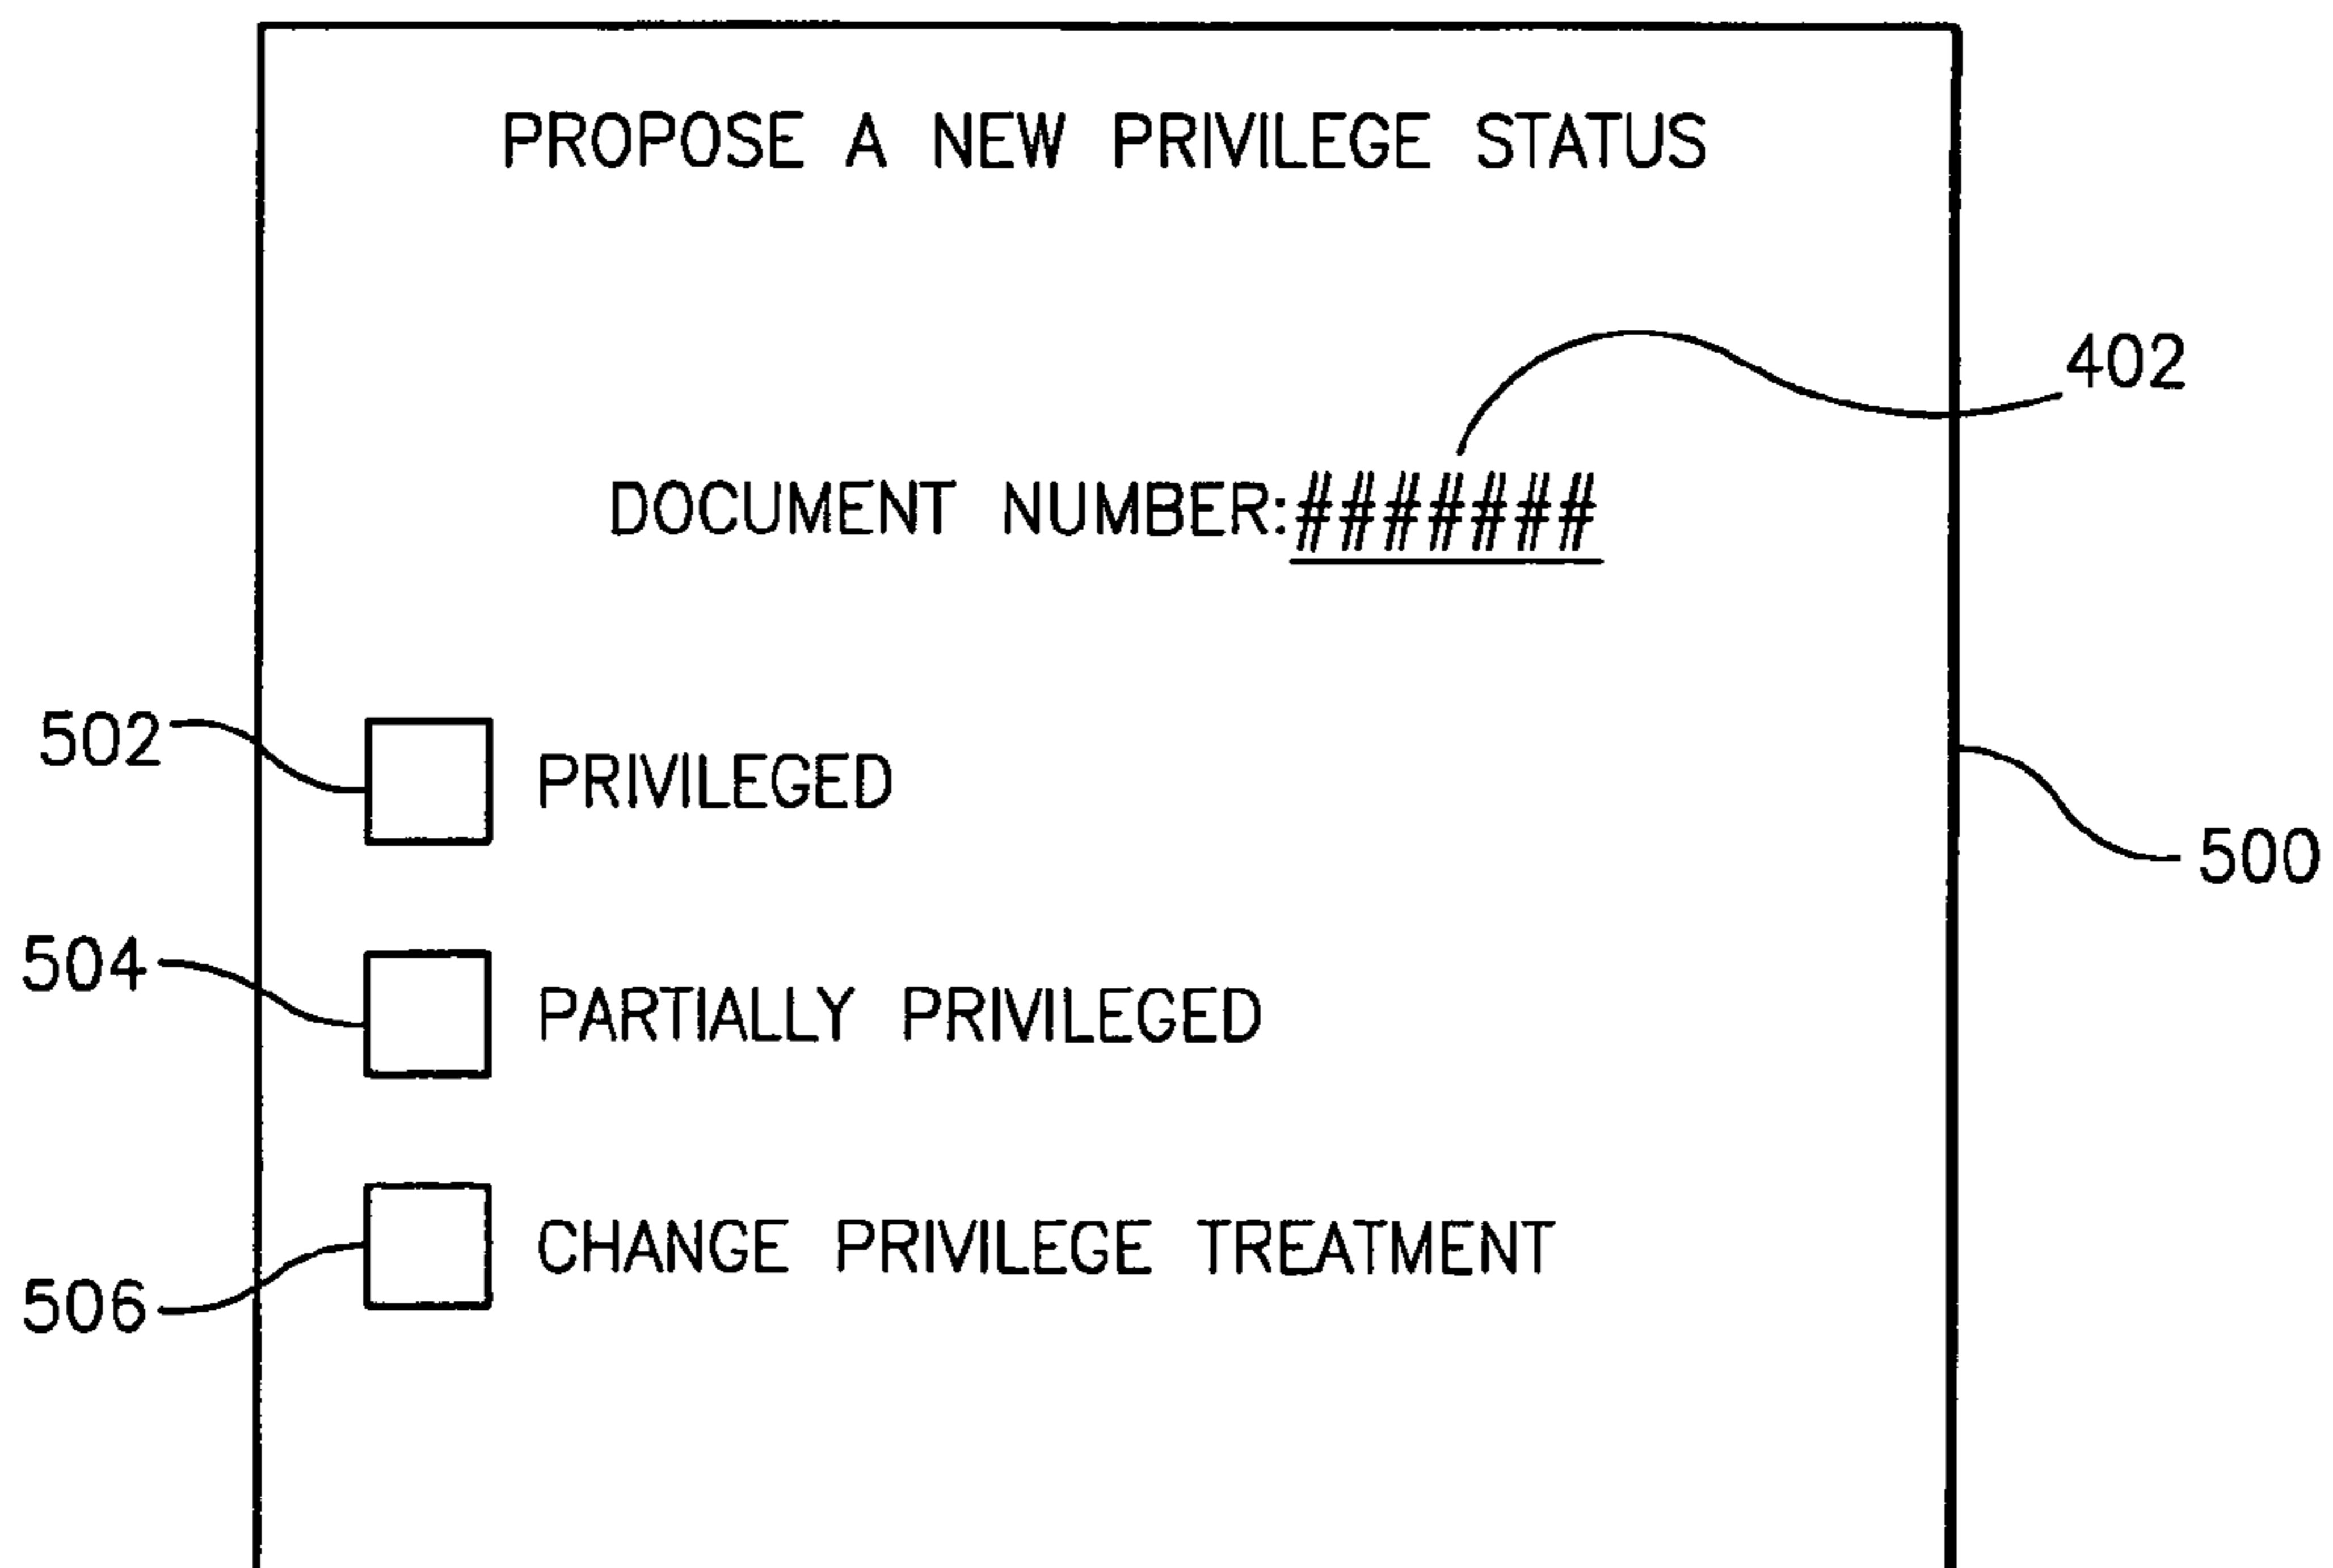 PROPOSE A NEW PRIVILEGE STATUS
402
DOCUMENT NUMBER:#######
502
PRIVILEGED
500
504
PARTIALLY PRIVILEGED
CHANGE PRIVILEGE TREATMENT
506